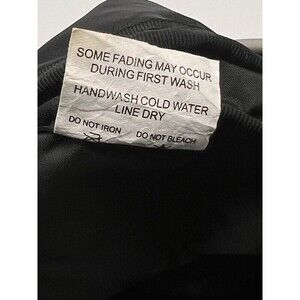 SOME FADING MAY OCCUR
DURING FIRST WASH
HANDWASH COLD WATER
LINE DRY
DO NOT IRON DO NOT BLEACH